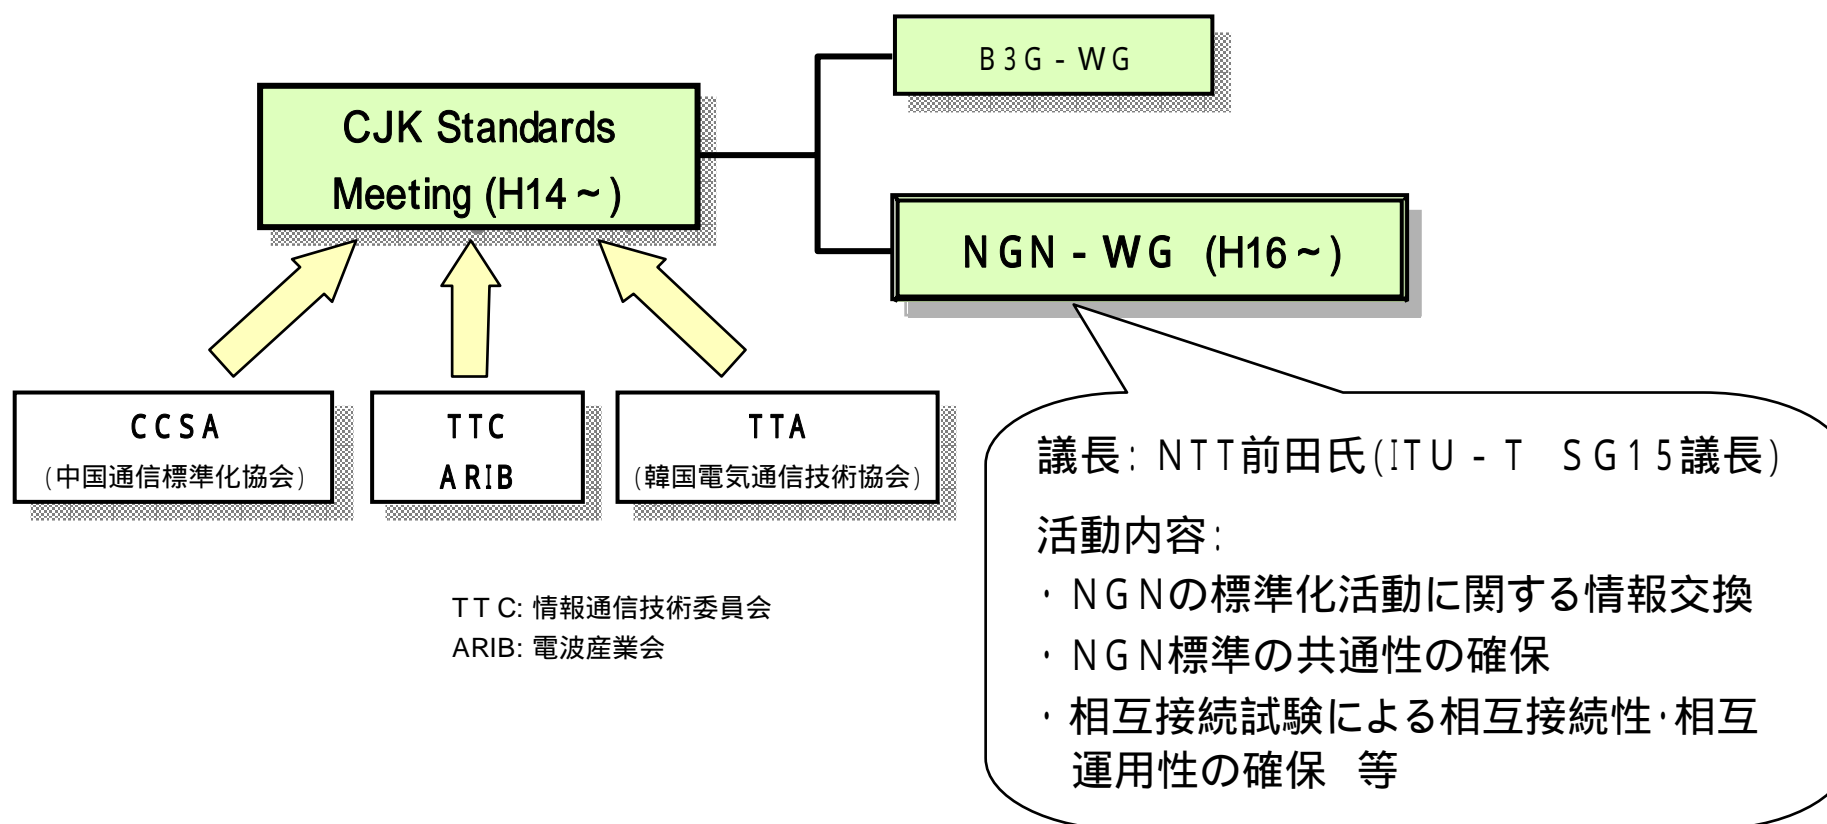 B3G-WG
CJK Standards
Meeting (H14~)
NGN-WG (H16~)
CCSA
(中国通信標準化協会)
TTC
ARIB
TTA
(韓国電気通信技術協会)
TTC: 情報通信技術委員会
ARIB: 電波産業会
議長: NTT前田氏(ITU-T SG15議長)
活動内容:
・NGNの標準化活動に関する情報交換
・NGN標準の共通性の確保
・相互接続試験による相互接続性・相互
運用性の確保 等